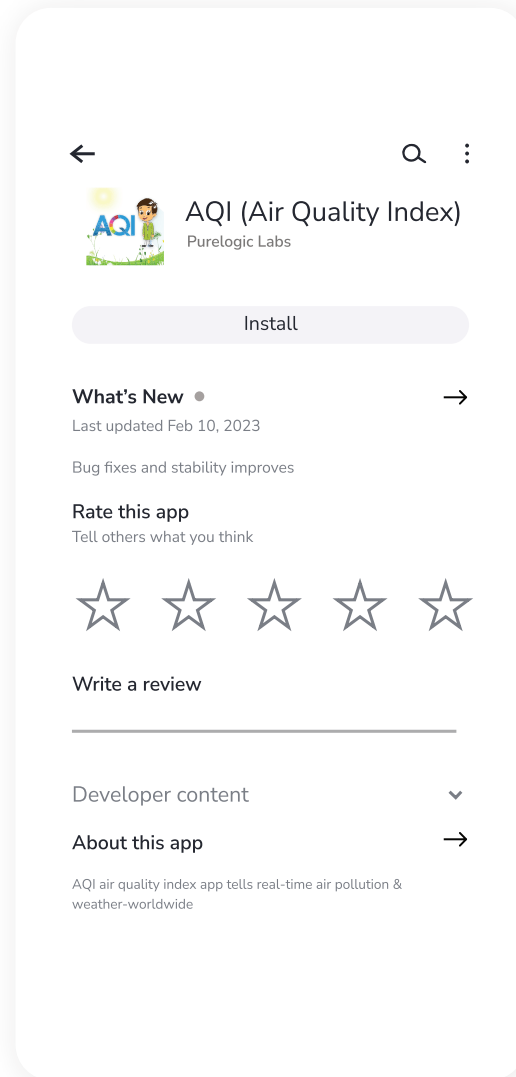 AQI
AQI (Air Quality Index)
Purelogic Labs
Install
What’s New
Last updated Feb 10, 2023
Bug fixes and stability improves
Rate this app
Tell others what you think
Write a review
Developer content
About this app
AQI air quality index app tells real-time air pollution &
weather-worldwide